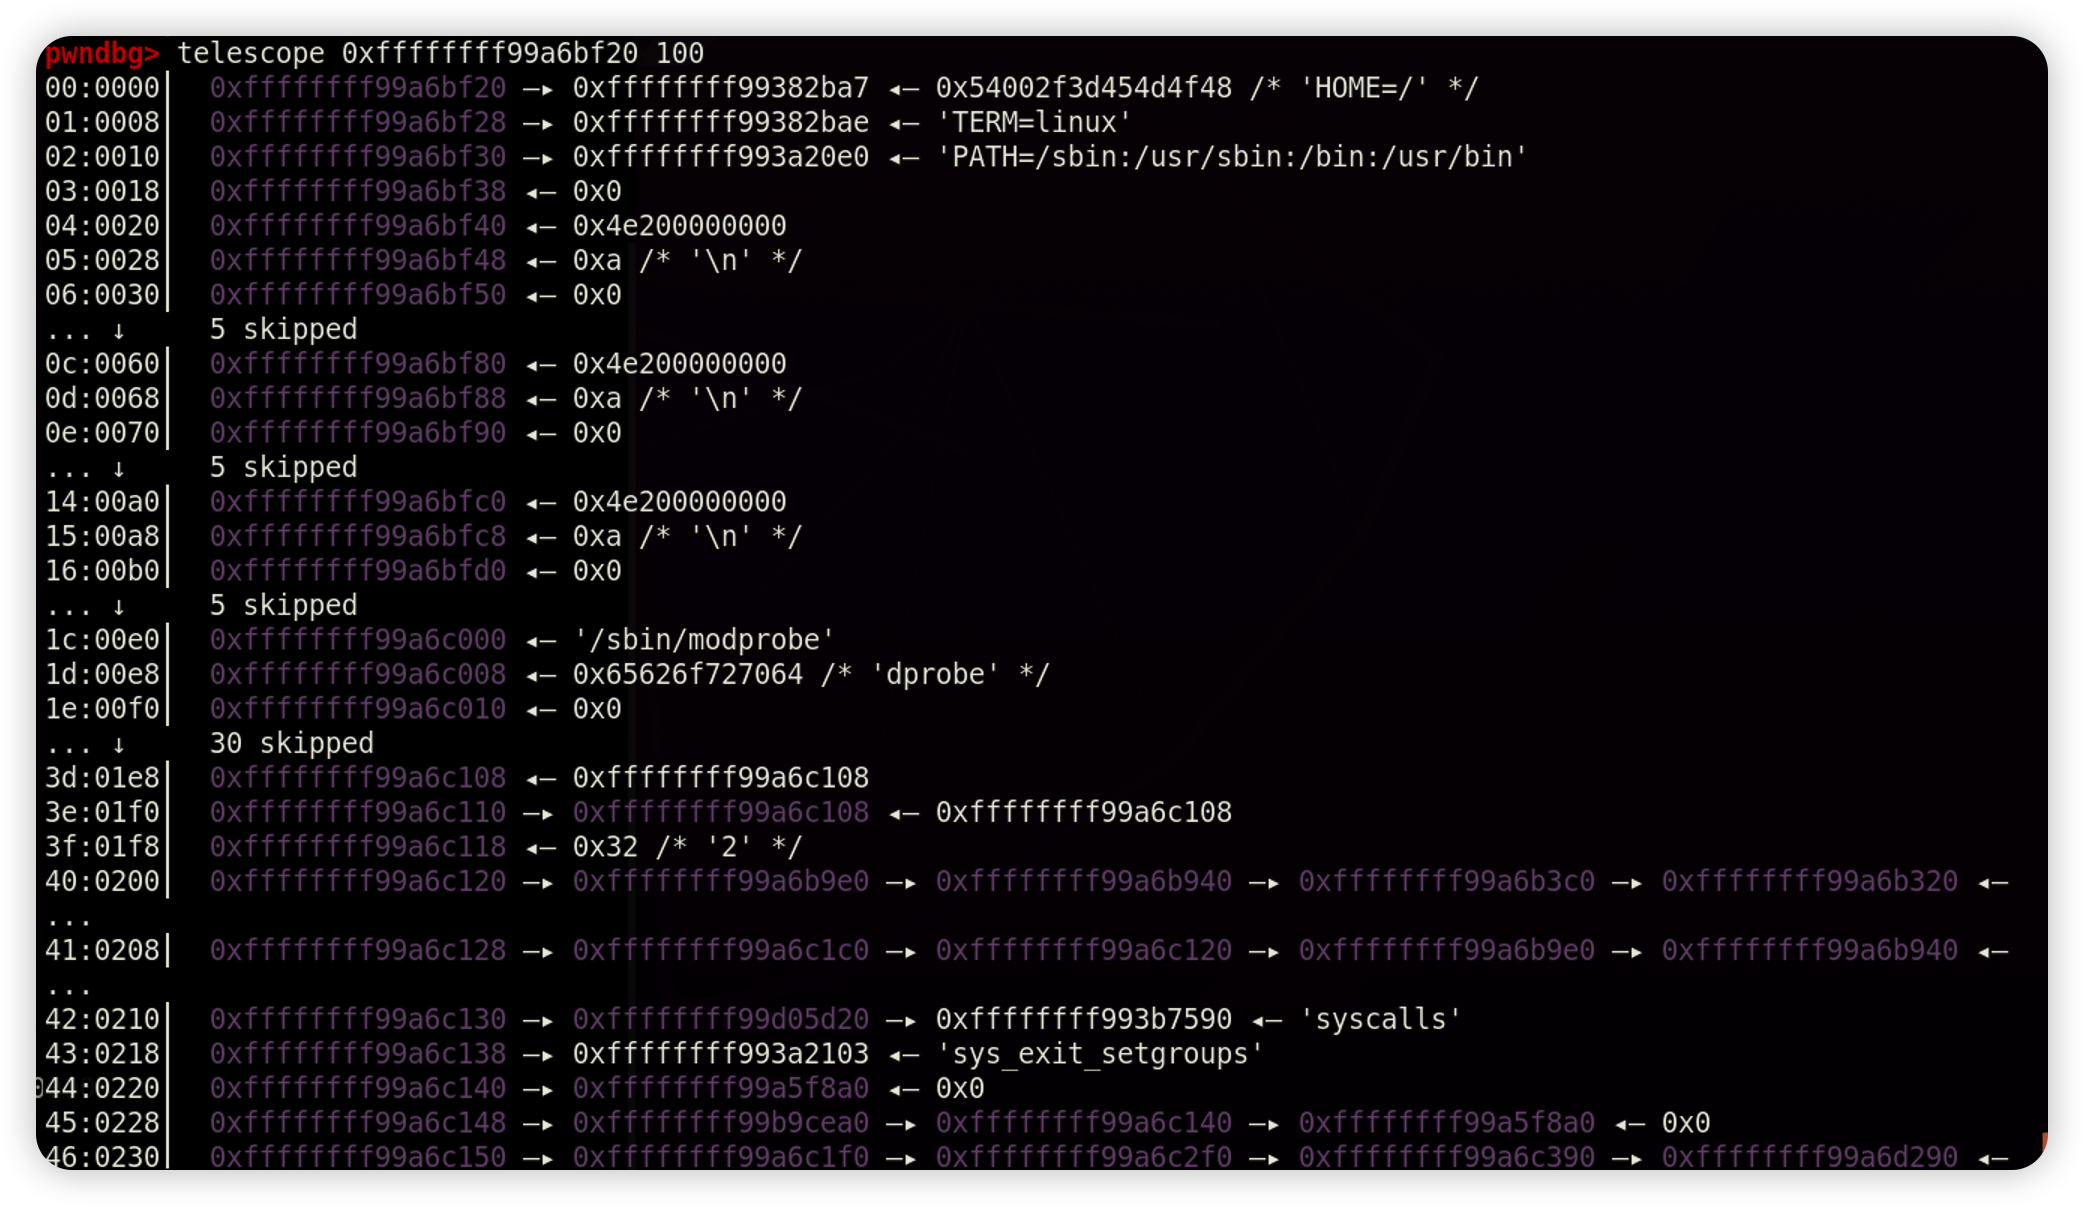 pwndbg> telescope 0xffffffff99a6bf20 100
00:0000│  0xffffffff99a6bf20 —▸ 0xffffffff99382ba7 ◂— 0x54002f3d454d4f48 /* 'HOME=/' */
01:0008│  0xffffffff99a6bf28 —▸ 0xffffffff99382bae ◂— 'TERM=linux'
02:0010│  0xffffffff99a6bf30 —▸ 0xffffffff993a20e0 ◂— 'PATH=/sbin:/usr/sbin:/bin:/usr/bin'
03:0018│  0xffffffff99a6bf38 ◂— 0x0
04:0020│  0xffffffff99a6bf40 ◂— 0x4e200000000
05:0028│  0xffffffff99a6bf48 ◂— 0xa /* '\n' */
06:0030│  0xffffffff99a6bf50 ◂— 0x0
... ↓     5 skipped
0c:0060│  0xffffffff99a6bf80 ◂— 0x4e200000000
0d:0068│  0xffffffff99a6bf88 ◂— 0xa /* '\n' */
0e:0070│  0xffffffff99a6bf90 ◂— 0x0
... ↓     5 skipped
14:00a0│  0xffffffff99a6bfc0 ◂— 0x4e200000000
15:00a8│  0xffffffff99a6bfc8 ◂— 0xa /* '\n' */
16:00b0│  0xffffffff99a6bfd0 ◂— 0x0
... ↓     5 skipped
1c:00e0│  0xffffffff99a6c000 ◂— '/sbin/modprobe'
1d:00e8│  0xffffffff99a6c008 ◂— 0x65626f727064 /* 'dprobe' */
1e:00f0│  0xffffffff99a6c010 ◂— 0x0
... ↓     30 skipped
3d:01e8│  0xffffffff99a6c108 ◂— 0xffffffff99a6c108
3e:01f0│  0xffffffff99a6c110 —▸ 0xffffffff99a6c108 ◂— 0xffffffff99a6c108
3f:01f8│  0xffffffff99a6c118 ◂— 0x32 /* '2' */
40:0200│  0xffffffff99a6c120 —▸ 0xffffffff99a6b9e0 —▸ 0xffffffff99a6b940 —▸ 0xffffffff99a6b3c0 —▸ 0xffffffff99a6b320 ◂—
...
41:0208│  0xffffffff99a6c128 —▸ 0xffffffff99a6c1c0 —▸ 0xffffffff99a6c120 —▸ 0xffffffff99a6b9e0 —▸ 0xffffffff99a6b940 ◂—
...
42:0210│  0xffffffff99a6c130 —▸ 0xffffffff99d05d20 —▸ 0xffffffff993b7590 ◂— 'syscalls'
43:0218│  0xffffffff99a6c138 —▸ 0xffffffff993a2103 ◂— 'sys_exit_setgroups'
044:0220│  0xffffffff99a6c140 —▸ 0xffffffff99a5f8a0 ◂— 0x0
45:0228│  0xffffffff99a6c148 —▸ 0xffffffff99b9cea0 —▸ 0xffffffff99a6c140 —▸ 0xffffffff99a5f8a0 ◂— 0x0
46:0230│  0xffffffff99a6c150 —▸ 0xffffffff99a6c1f0 —▸ 0xffffffff99a6c2f0 —▸ 0xffffffff99a6c390 —▸ 0xffffffff99a6d290 ◂—